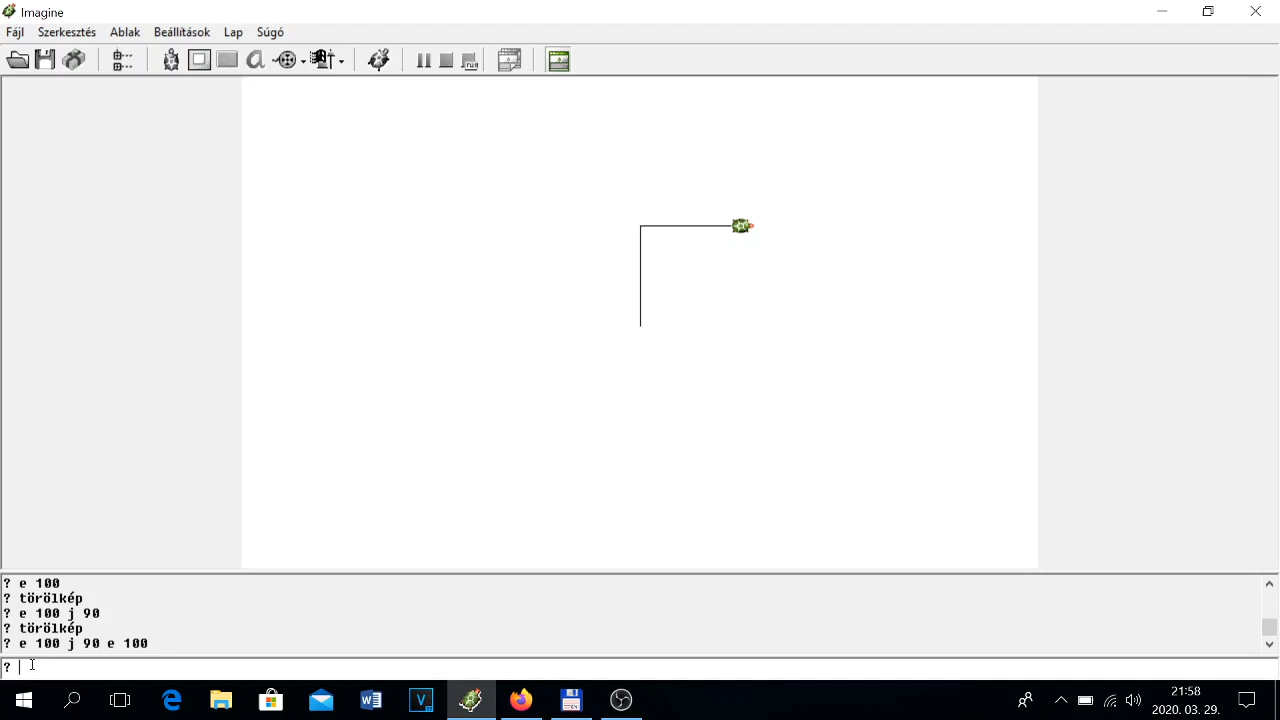 Imagine
Fájl Szerkesztés Ablak Beállítások Lap Súgó
run
? e 100
? törölkép
? e 100 j 90
? törölkép
? e 100 j 90 e 100
?
21:58
2020. 03. 29.